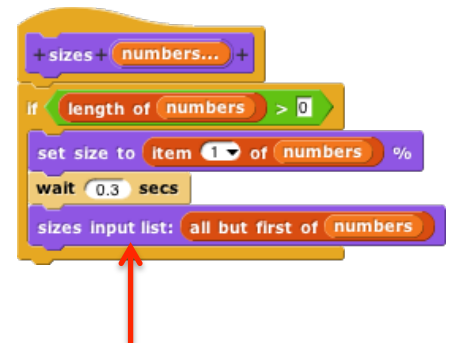 + sizes + numbers... +
if length of numbers > 0
set size to item 1 of numbers %
wait 0.3 secs
sizes input list: all but first of numbers